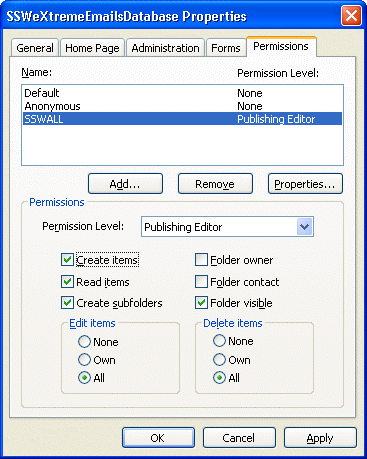 SSWeXtremeEmailsDatabase Properties
General Home Page Administration Forms Permissions
Name: Permission Level:
Default None
Anonymous None
SSWALL Publishing Editor
Add... Remove Properties...
Permissions
Permission Level: Publishing Editor
Create items Folder owner
Read items Folder contact
Create subfolders Folder visible
Edit items Delete items
None None
Own Own
All All
OK Cancel Apply